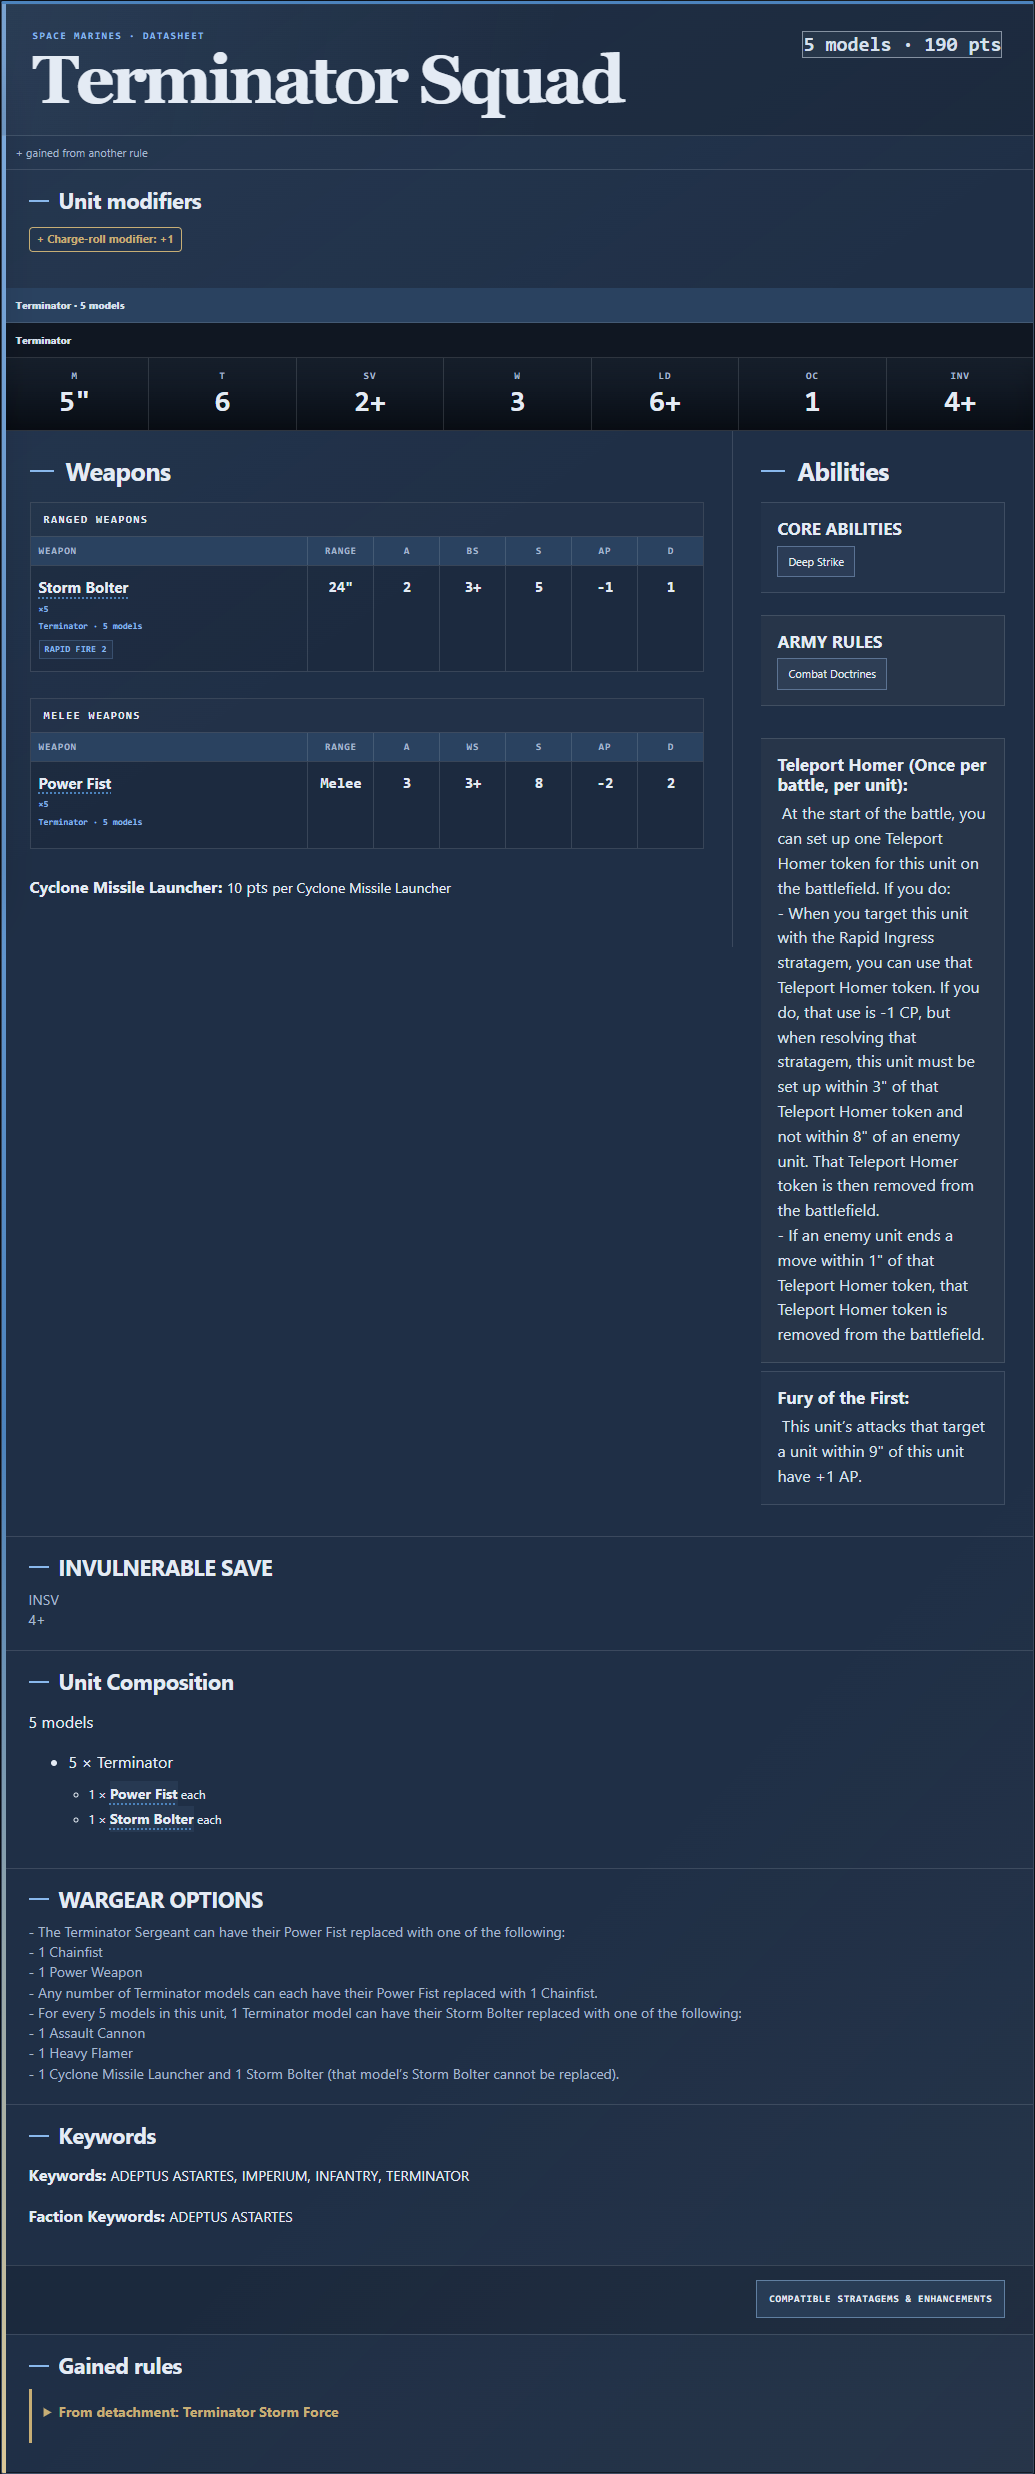 SPACE MARINES · DATASHEET
Terminator Squad
5 models · 190 pts
+ gained from another rule
Unit modifiers
+ Charge-roll modifier: +1
Terminator · 5 models
Terminator
M T SV W LD OC INV
5" 6 2+ 3 6+ 1 4+
Weapons
RANGED WEAPONS
WEAPON RANGE A BS S AP D
Storm Bolter 24" 2 3+ 5 -1 1
×5
Terminator · 5 models
RAPID FIRE 2
MELEE WEAPONS
WEAPON RANGE A WS S AP D
Power Fist Melee 3 3+ 8 -2 2
×5
Terminator · 5 models
Cyclone Missile Launcher: 10 pts per Cyclone Missile Launcher
Abilities
CORE ABILITIES
Deep Strike
ARMY RULES
Combat Doctrines
Teleport Homer (Once per
battle, per unit):
At the start of the battle, you
can set up one Teleport
Homer token for this unit on
the battlefield. If you do:
- When you target this unit
with the Rapid Ingress
stratagem, you can use that
Teleport Homer token. If you
do, that use is -1 CP, but
when resolving that
stratagem, this unit must be
set up within 3" of that
Teleport Homer token and
not within 8" of an enemy
unit. That Teleport Homer
token is then removed from
the battlefield.
- If an enemy unit ends a
move within 1" of that
Teleport Homer token, that
Teleport Homer token is
removed from the battlefield.
Fury of the First:
This unit's attacks that target
a unit within 9" of this unit
have +1 AP.
INVULNERABLE SAVE
INSV
4+
Unit Composition
5 models
• 5 × Terminator
◦ 1 × Power Fist each
◦ 1 × Storm Bolter each
WARGEAR OPTIONS
- The Terminator Sergeant can have their Power Fist replaced with one of the following:
- 1 Chainfist
- 1 Power Weapon
- Any number of Terminator models can each have their Power Fist replaced with 1 Chainfist.
- For every 5 models in this unit, 1 Terminator model can have their Storm Bolter replaced with one of the following:
- 1 Assault Cannon
- 1 Heavy Flamer
- 1 Cyclone Missile Launcher and 1 Storm Bolter (that model's Storm Bolter cannot be replaced).
Keywords
Keywords: ADEPTUS ASTARTES, IMPERIUM, INFANTRY, TERMINATOR
Faction Keywords: ADEPTUS ASTARTES
COMPATIBLE STRATAGEMS & ENHANCEMENTS
Gained rules
▶ From detachment: Terminator Storm Force